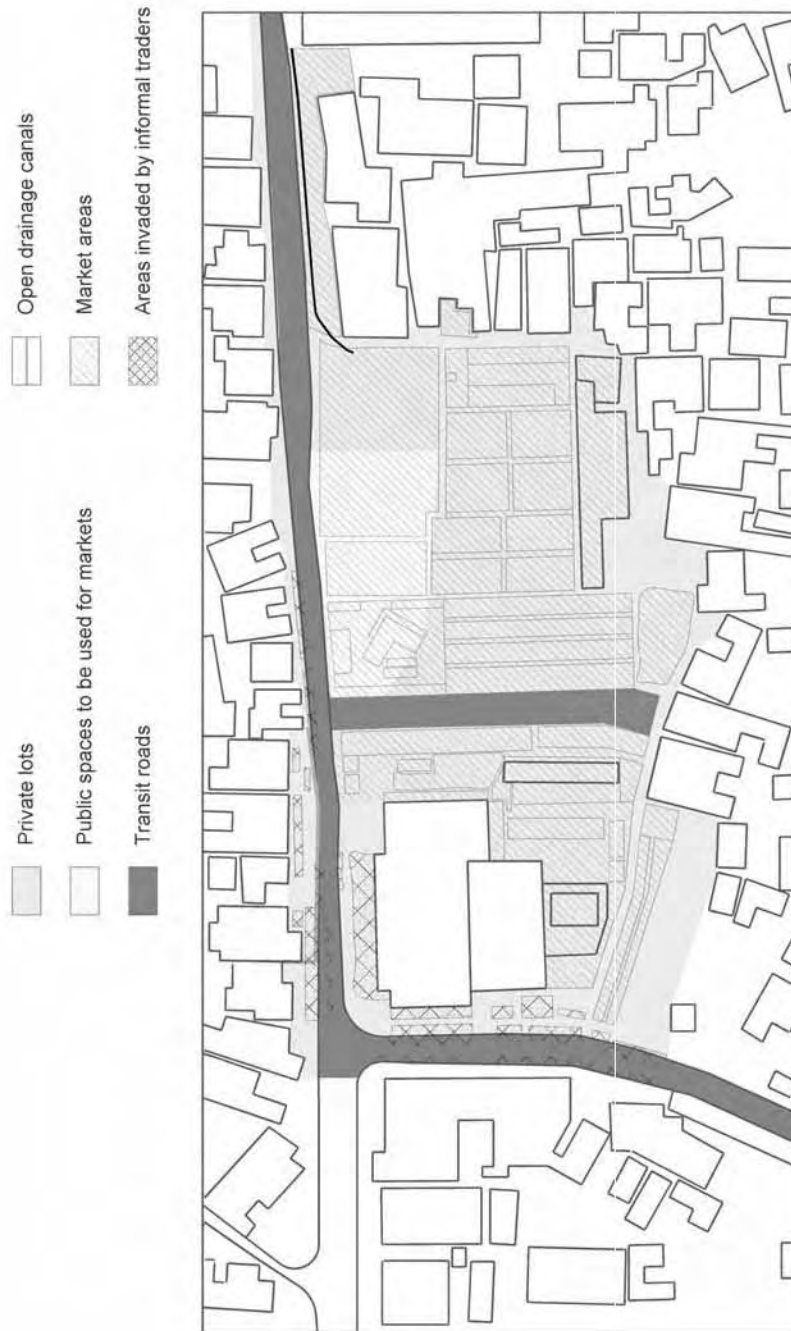 Private lots
Public spaces to be used for markets
Transit roads
Open drainage canals
Market areas
Areas invaded by informal traders